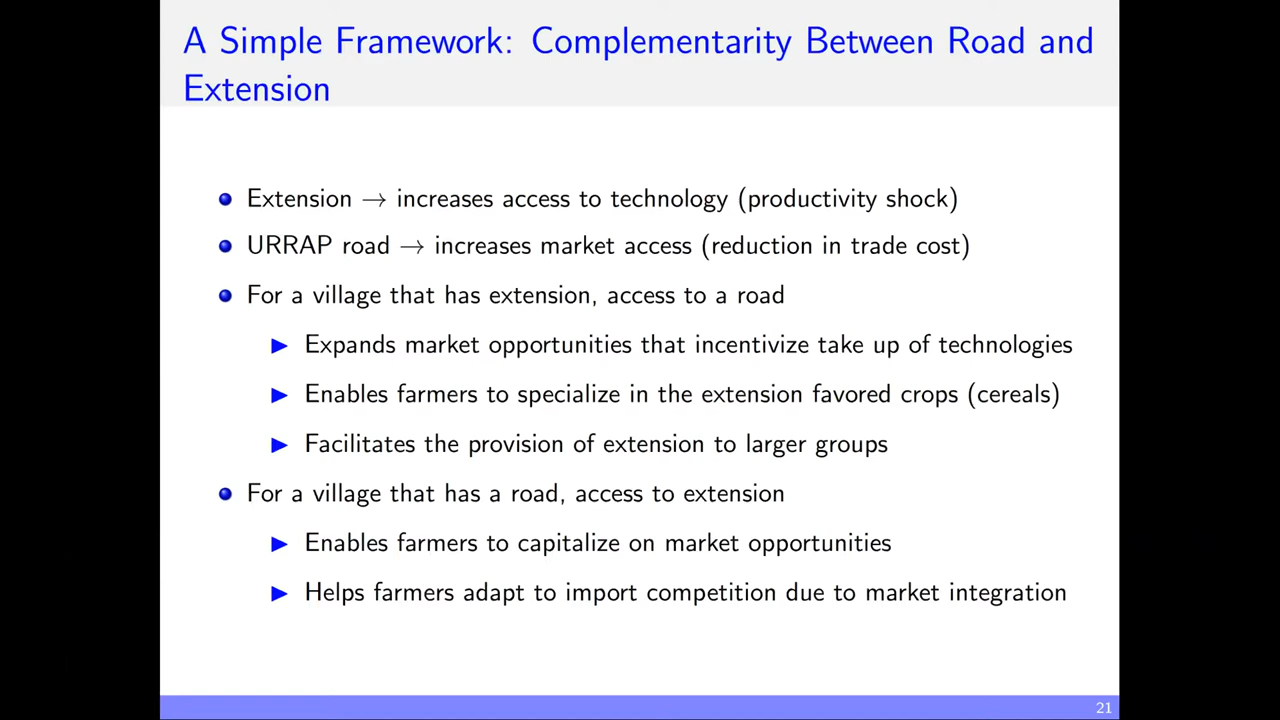 A Simple Framework: Complementarity Between Road and
Extension
Extension → increases access to technology (productivity shock)
URRAP road → increases market access (reduction in trade cost)
For a village that has extension, access to a road
Expands market opportunities that incentivize take up of technologies
Enables farmers to specialize in the extension favored crops (cereals)
Facilitates the provision of extension to larger groups
For a village that has a road, access to extension
Enables farmers to capitalize on market opportunities
Helps farmers adapt to import competition due to market integration
21